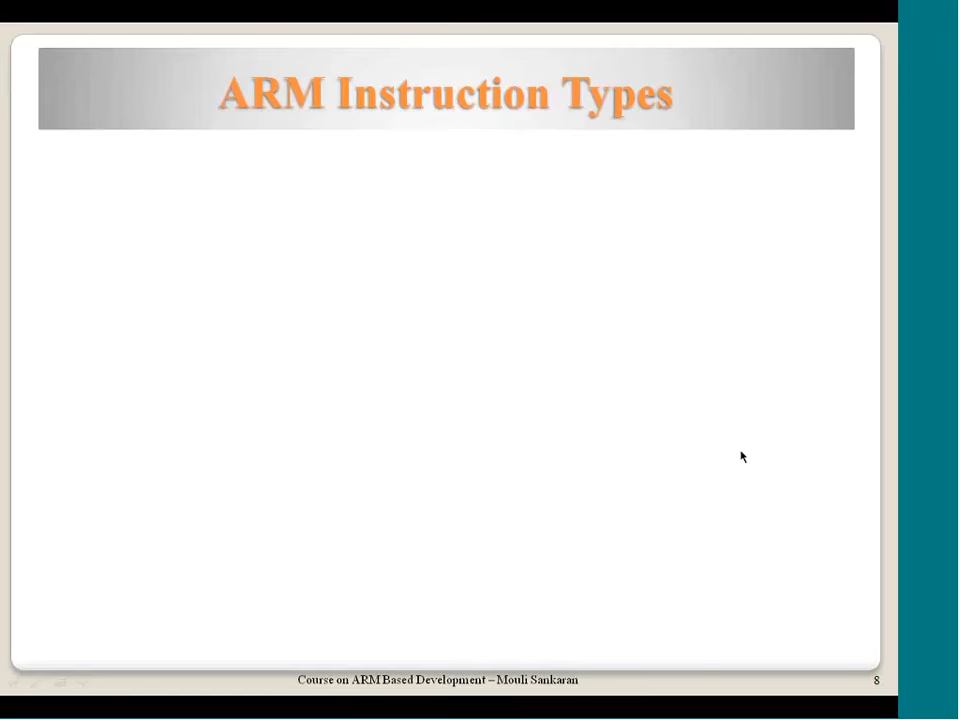 ARM Instruction Types
Course on ARM Based Development – Mouli Sankaran
8